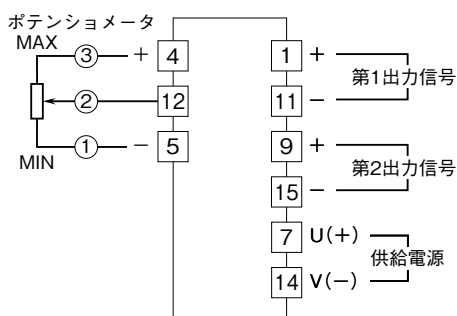 ポテンショメータ
MAX
③ + 4
② 12
① − 5
MIN
1 +
第1出力信号
11 −
9 +
第2出力信号
15 −
7 U(+)
供給電源
14 V(−)